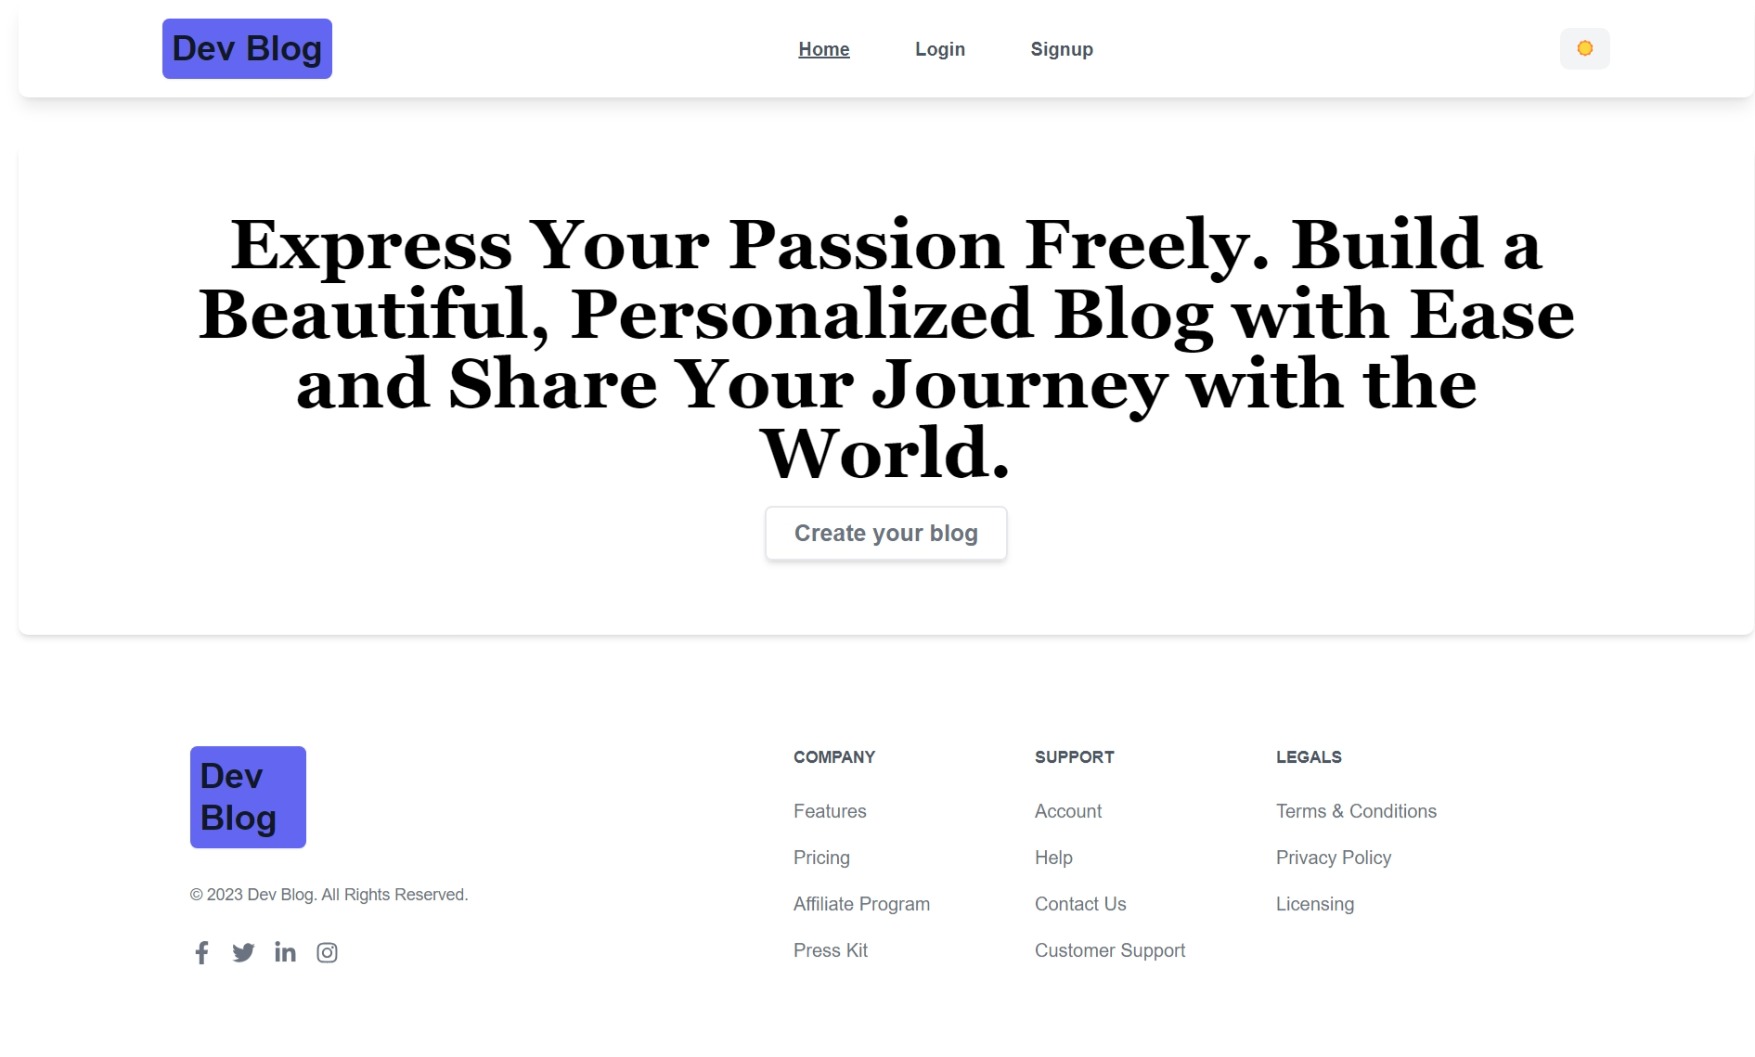 Dev Blog
Home Login Signup
Express Your Passion Freely. Build a
Beautiful, Personalized Blog with Ease
and Share Your Journey with the
World.
Create your blog
Dev
Blog
© 2023 Dev Blog. All Rights Reserved.
COMPANY
Features
Pricing
Affiliate Program
Press Kit
SUPPORT
Account
Help
Contact Us
Customer Support
LEGALS
Terms & Conditions
Privacy Policy
Licensing